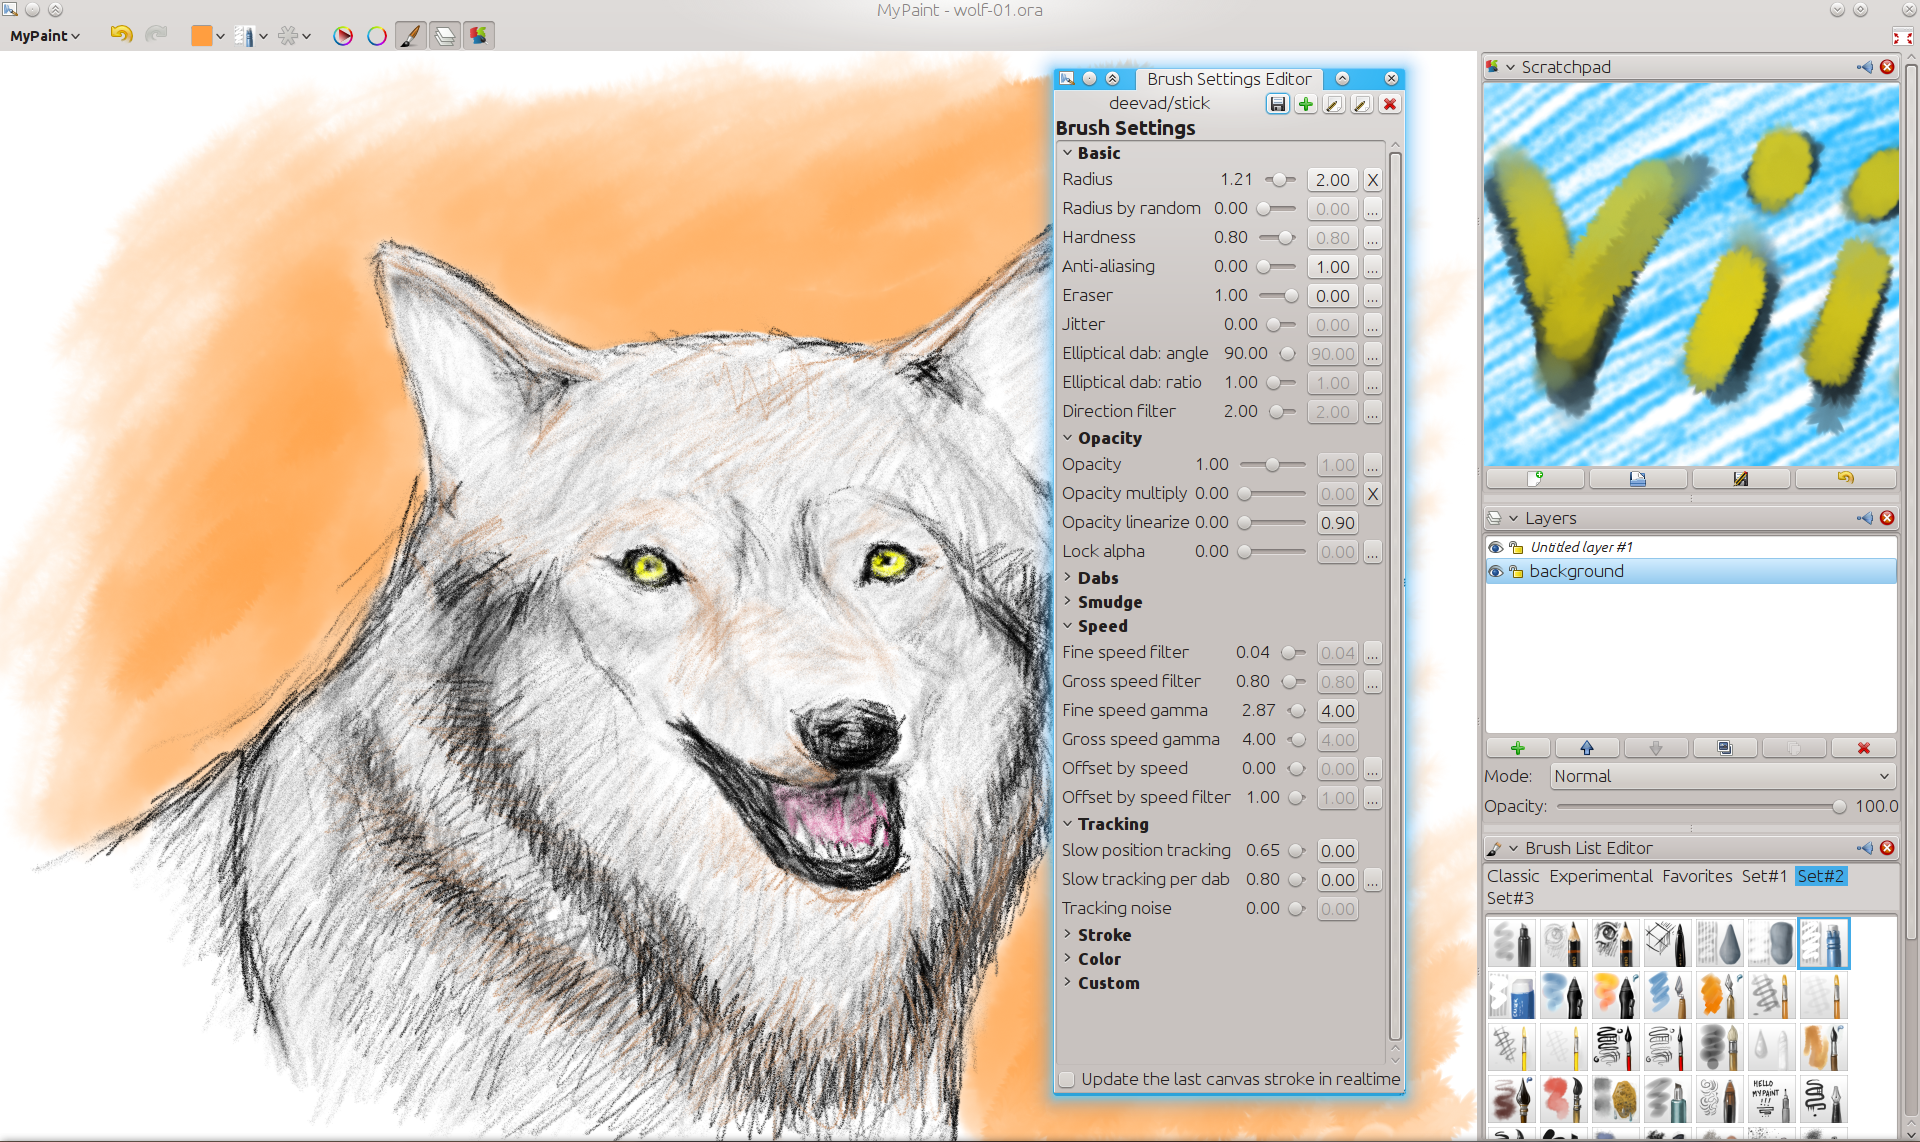 MyPaint - wolf-01.ora
MyPaint
Brush Settings Editor
deevad/stick
Brush Settings
Basic
Radius 1.21 2.00 X
Radius by random 0.00 0.00 ...
Hardness 0.80 0.80 ...
Anti-aliasing 0.00 1.00 ...
Eraser 1.00 0.00 ...
Jitter 0.00 0.00 ...
Elliptical dab: angle 90.00 90.00 ...
Elliptical dab: ratio 1.00 1.00 ...
Direction filter 2.00 2.00 ...
Opacity
Opacity 1.00 1.00 ...
Opacity multiply 0.00 0.00 X
Opacity linearize 0.00 0.90
Lock alpha 0.00 0.00 ...
Dabs
Smudge
Speed
Fine speed filter 0.04 0.04 ...
Gross speed filter 0.80 0.80 ...
Fine speed gamma 2.87 4.00
Gross speed gamma 4.00 4.00
Offset by speed 0.00 0.00 ...
Offset by speed filter 1.00 1.00 ...
Tracking
Slow position tracking 0.65 0.00
Slow tracking per dab 0.80 0.00 ...
Tracking noise 0.00 0.00
Stroke
Color
Custom
Update the last canvas stroke in realtime
Scratchpad
Layers
Untitled layer #1
background
Mode: Normal
Opacity: 100.0
Brush List Editor
Classic Experimental Favorites Set#1 Set#2
Set#3
HELLO
MYPAINT
!!!